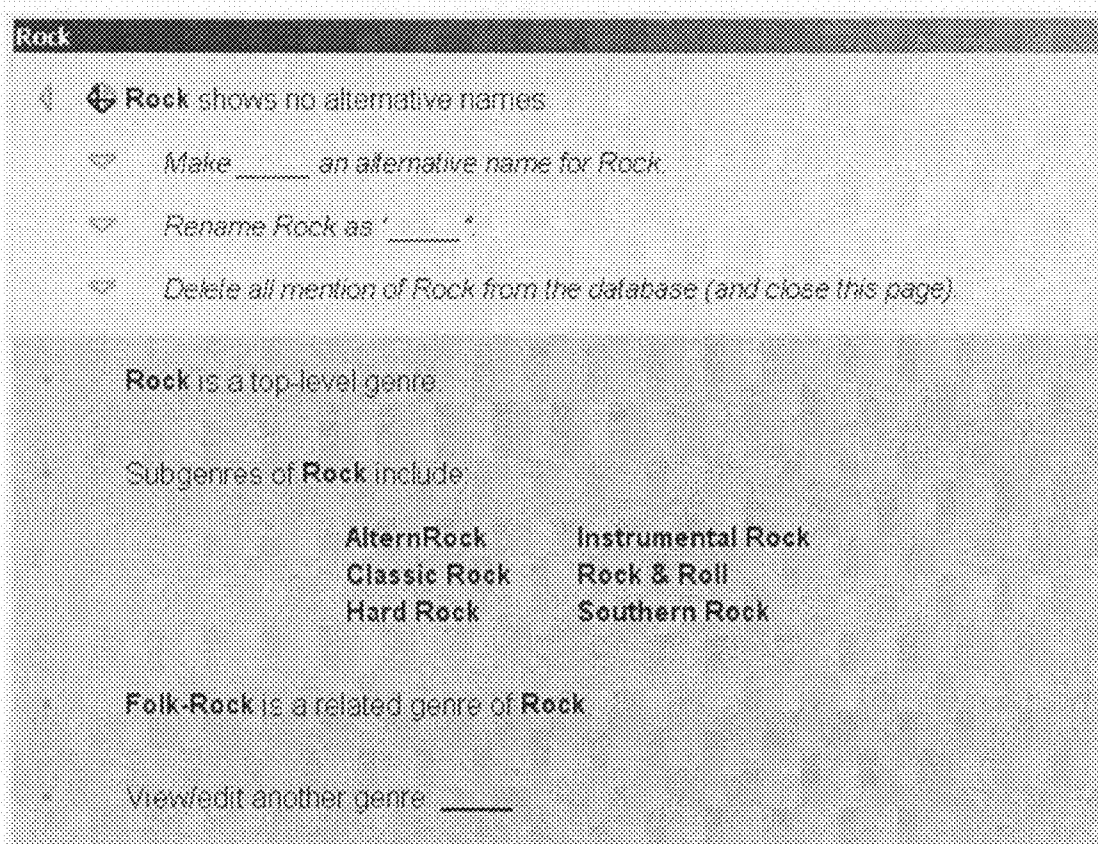 Rock
Rock shows no alternative names
Make _____ an alternative name for Rock.
Rename Rock as '_____'.
Delete all mention of Rock from the database (and close this page).
Rock is a top-level genre
Subgenres of Rock include:
AlternRock Instrumental Rock
Classic Rock Rock & Roll
Hard Rock Southern Rock
Folk-Rock is a related genre of Rock
View/edit another genre _____